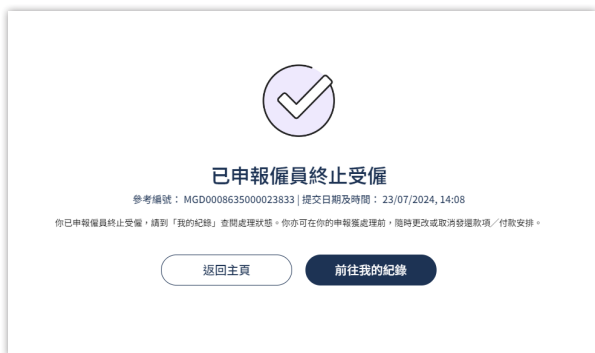 已申報僱員終止受僱
參考編號： MGD0008635000023833 | 提交日期及時間： 23/07/2024, 14:08
你已申報僱員終止受僱，請到「我的紀錄」查閱處理狀態。你亦可在你的申報獲處理前，隨時更改或取消發還款項／付款安排。
返回主頁
前往我的紀錄